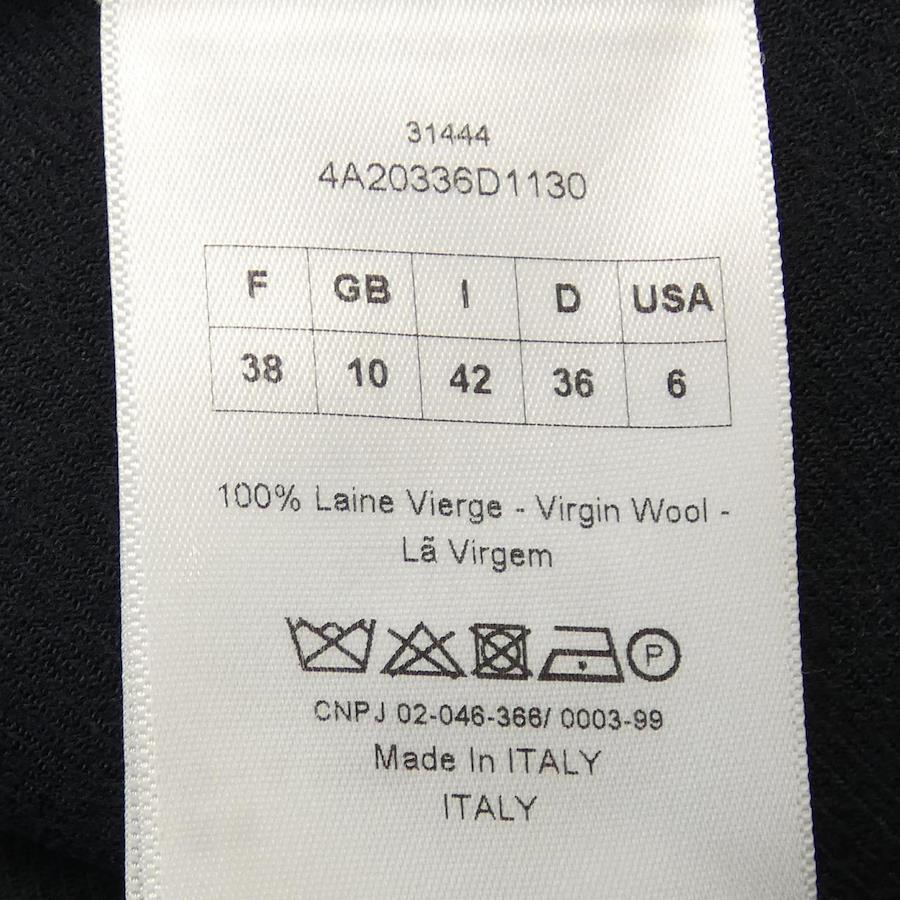 31444
4A20336D1130
F GB I D USA
38 10 42 36 6
100% Laine Vierge - Virgin Wool -
Lã Virgem
P
CNPJ 02-046-366/ 0003-99
Made In ITALY
ITALY